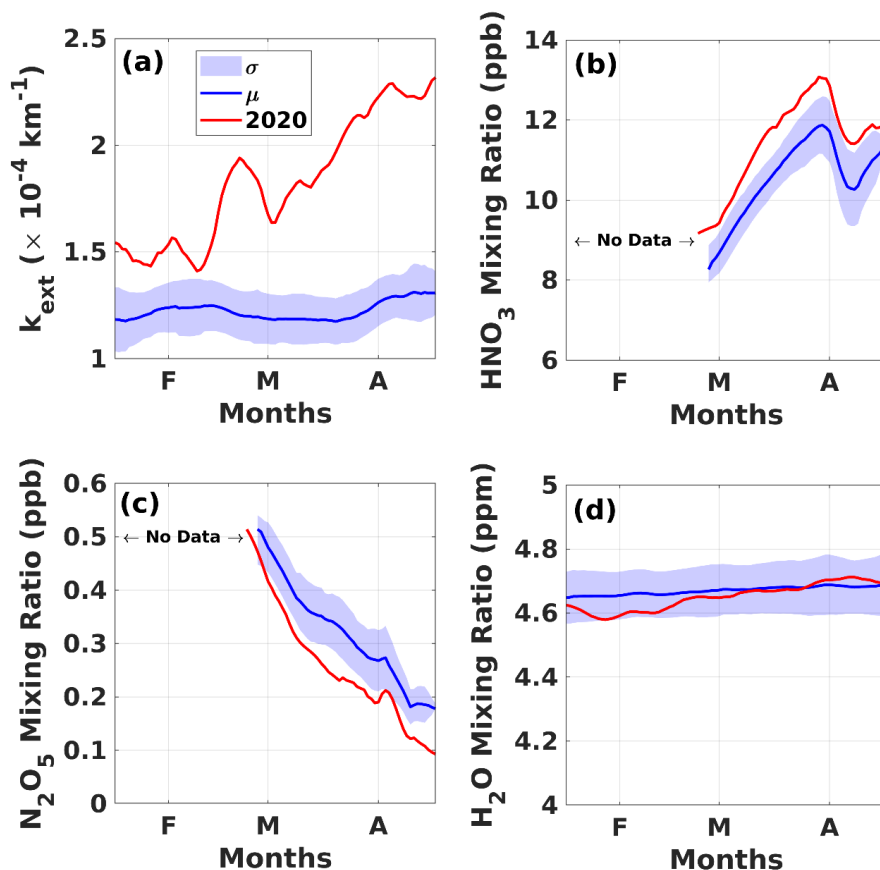 (a)
σ
μ
2020
2.5
2
1.5
1
k_ext (× 10^-4 km^-1)
F M A
Months
(b)
14
12
10
8
6
HNO_3 Mixing Ratio (ppb)
← No Data →
F M A
Months
(c)
0.6
0.5
0.4
0.3
0.2
0.1
0
N_2O_5 Mixing Ratio (ppb)
← No Data →
F M A
Months
(d)
5
4.8
4.6
4.4
4.2
4
H_2O Mixing Ratio (ppm)
F M A
Months